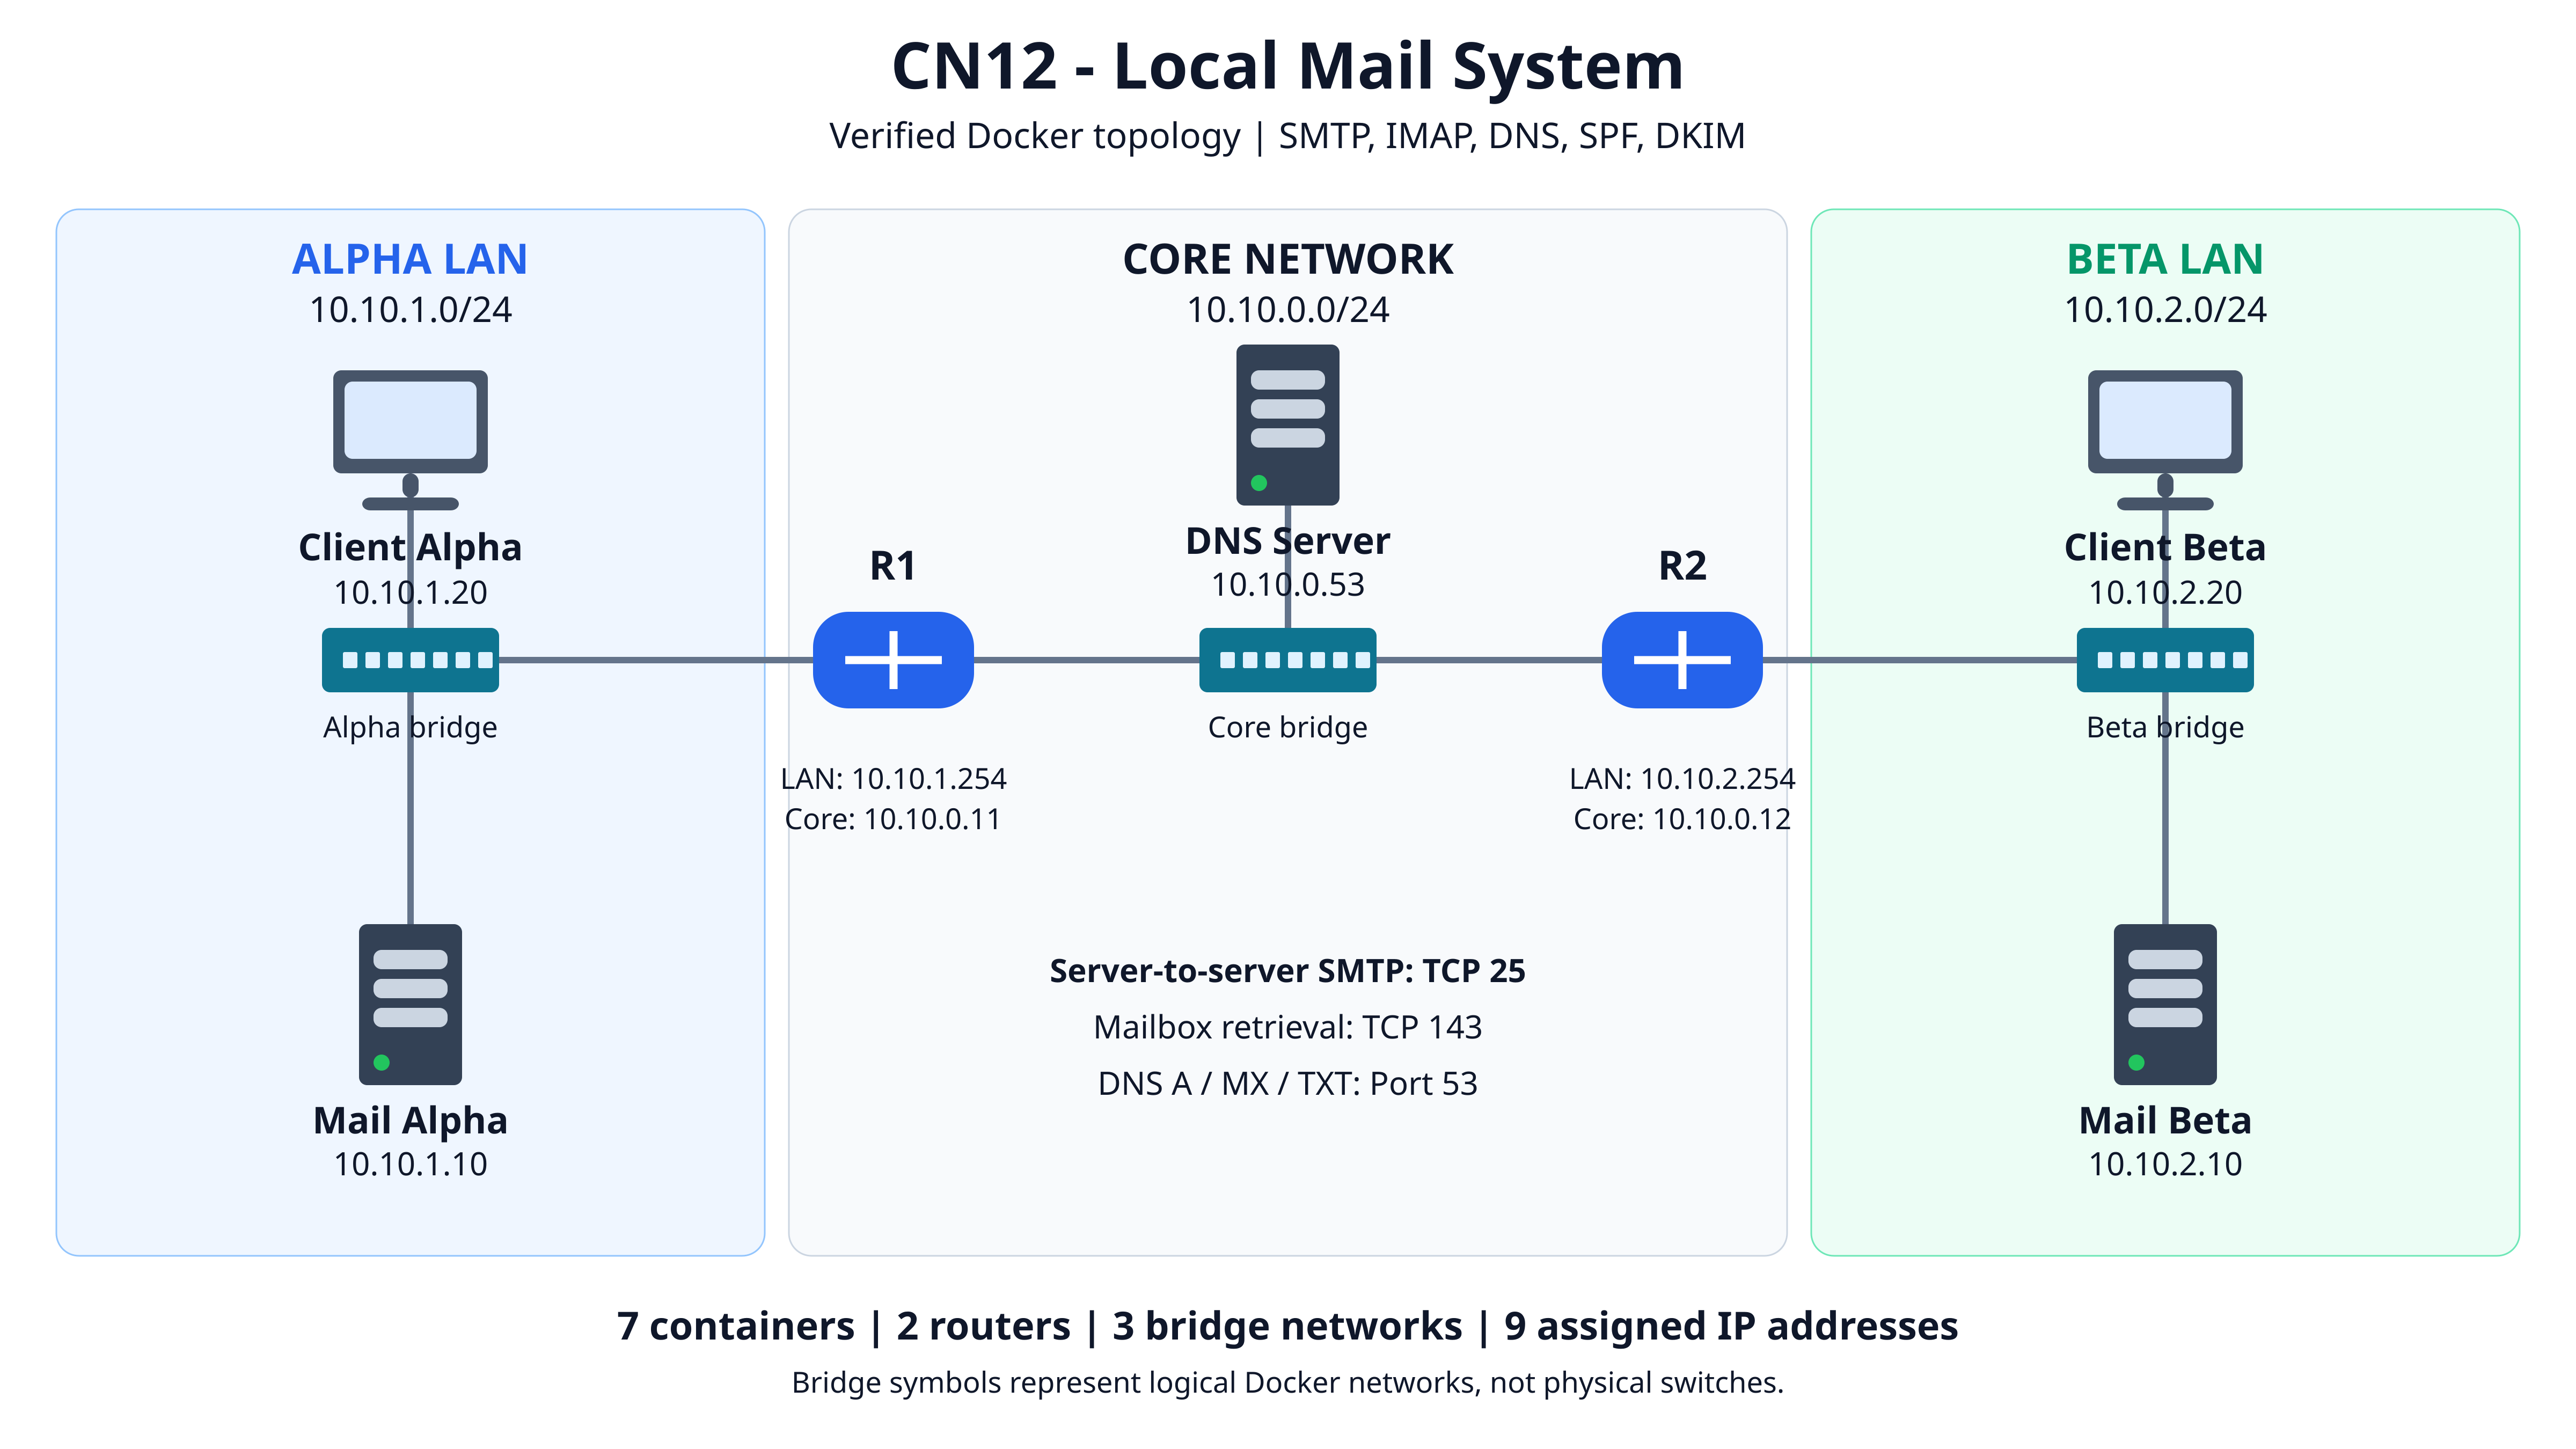 CN12 - Local Mail System
Verified Docker topology | SMTP, IMAP, DNS, SPF, DKIM
ALPHA LAN
10.10.1.0/24
Client Alpha
10.10.1.20
Alpha bridge
Mail Alpha
10.10.1.10
CORE NETWORK
10.10.0.0/24
DNS Server
10.10.0.53
R1
LAN: 10.10.1.254
Core: 10.10.0.11
Core bridge
R2
LAN: 10.10.2.254
Core: 10.10.0.12
Server-to-server SMTP: TCP 25
Mailbox retrieval: TCP 143
DNS A / MX / TXT: Port 53
BETA LAN
10.10.2.0/24
Client Beta
10.10.2.20
Beta bridge
Mail Beta
10.10.2.10
7 containers | 2 routers | 3 bridge networks | 9 assigned IP addresses
Bridge symbols represent logical Docker networks, not physical switches.